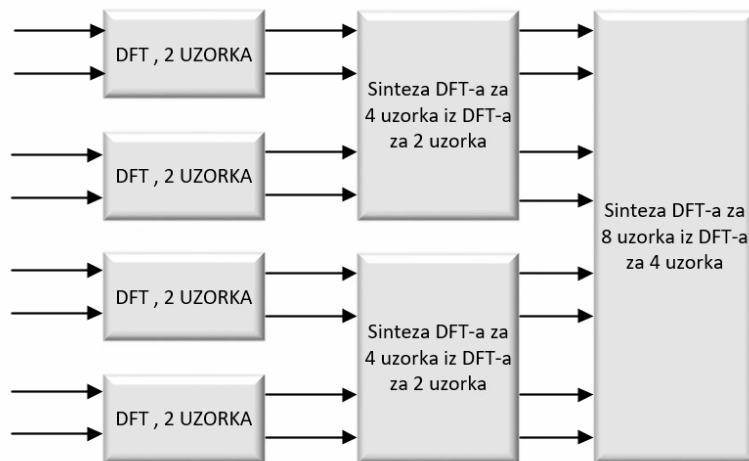 DFT , 2 UZORKA
DFT , 2 UZORKA
DFT , 2 UZORKA
DFT , 2 UZORKA
Sinteza DFT-a za
4 uzorka iz DFT-a
za 2 uzorka
Sinteza DFT-a za
4 uzorka iz DFT-a
za 2 uzorka
Sinteza DFT-a za
8 uzorka iz DFT-a
za 4 uzorka